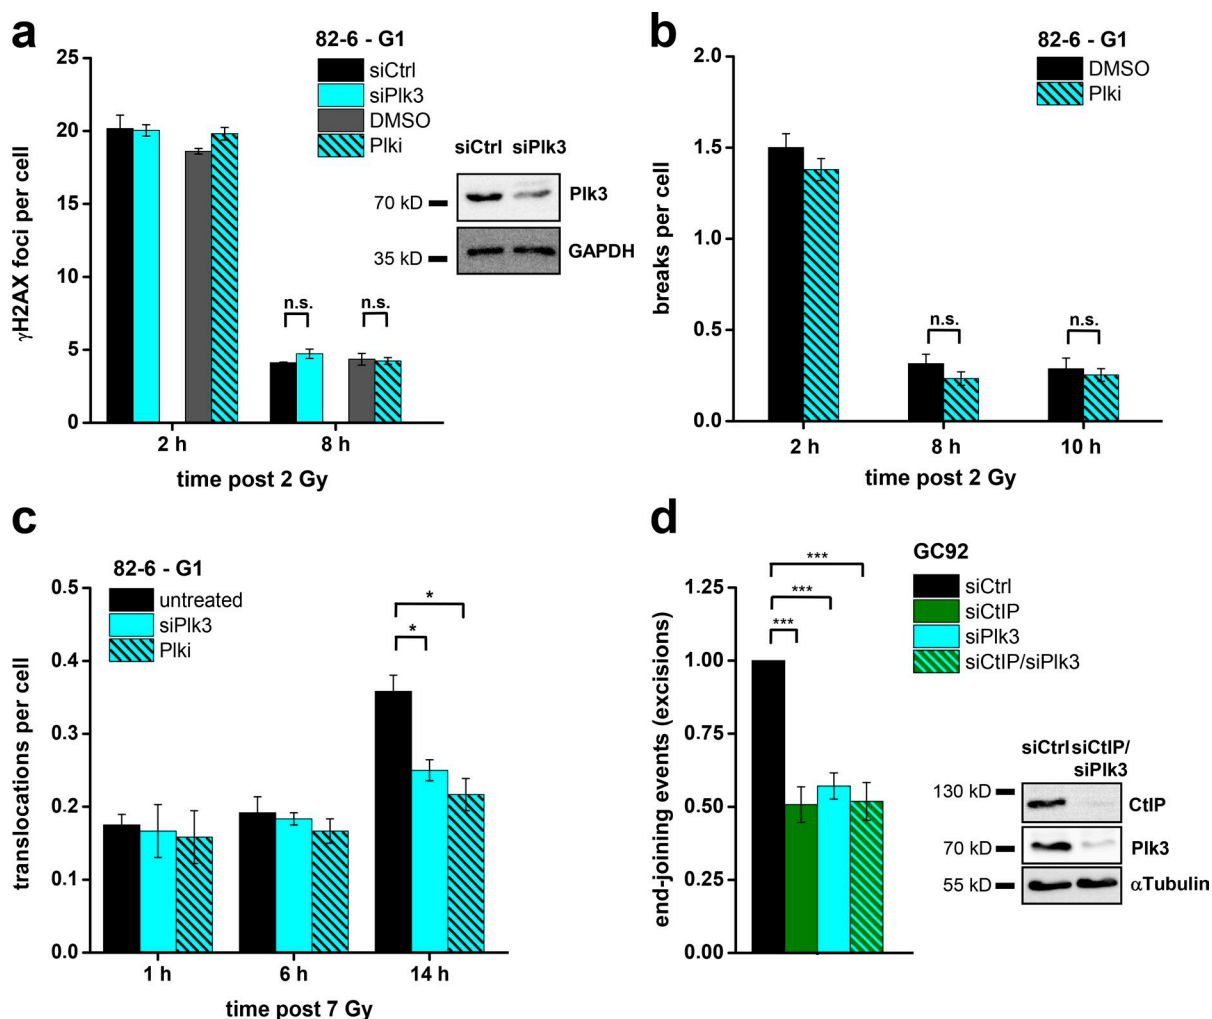 a
82-6 - G1
siCtrl
siPlk3
DMSO
Plki
γH2AX foci per cell
25
20
15
10
5
0
n.s.
n.s.
2 h
8 h
time post 2 Gy
siCtrl siPlk3
70 kD
Plk3
35 kD
GAPDH
b
82-6 - G1
DMSO
Plki
breaks per cell
2.0
1.5
1.0
0.5
0.0
n.s.
n.s.
2 h
8 h
10 h
time post 2 Gy
c
82-6 - G1
untreated
siPlk3
Plki
translocations per cell
0.5
0.4
0.3
0.2
0.1
0.0
*
*
1 h
6 h
14 h
time post 7 Gy
d
GC92
siCtrl
siCtIP
siPlk3
siCtIP/siPlk3
end-joining events (excisions)
1.25
1.00
0.75
0.50
0.25
0.00
***
***
***
siCtrl siCtIP/
siPlk3
130 kD
CtIP
70 kD
Plk3
55 kD
αTubulin